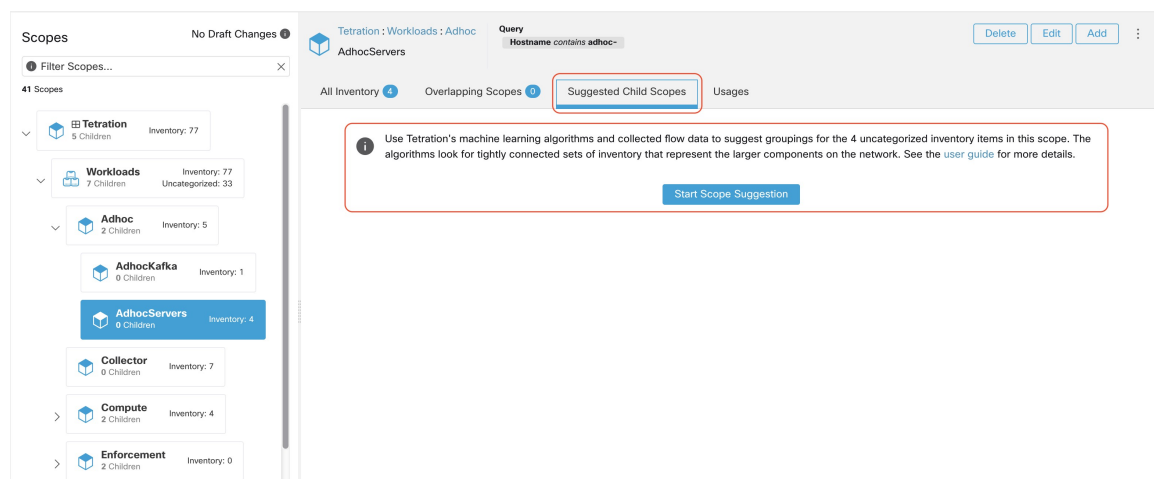 Scopes
No Draft Changes
Filter Scopes...
41 Scopes
Tetration
5 Children
Inventory: 77
Workloads
7 Children
Inventory: 77
Uncategorized: 33
Adhoc
2 Children
Inventory: 5
AdhocKafka
0 Children
Inventory: 1
AdhocServers
0 Children
Inventory: 4
Collector
0 Children
Inventory: 7
Compute
2 Children
Inventory: 4
Enforcement
2 Children
Inventory: 0
Tetration : Workloads : Adhoc
AdhocServers
Query
Hostname contains adhoc-
Delete
Edit
Add
All Inventory 4
Overlapping Scopes 0
Suggested Child Scopes
Usages
Use Tetration's machine learning algorithms and collected flow data to suggest groupings for the 4 uncategorized inventory items in this scope. The
algorithms look for tightly connected sets of inventory that represent the larger components on the network. See the user guide for more details.
Start Scope Suggestion